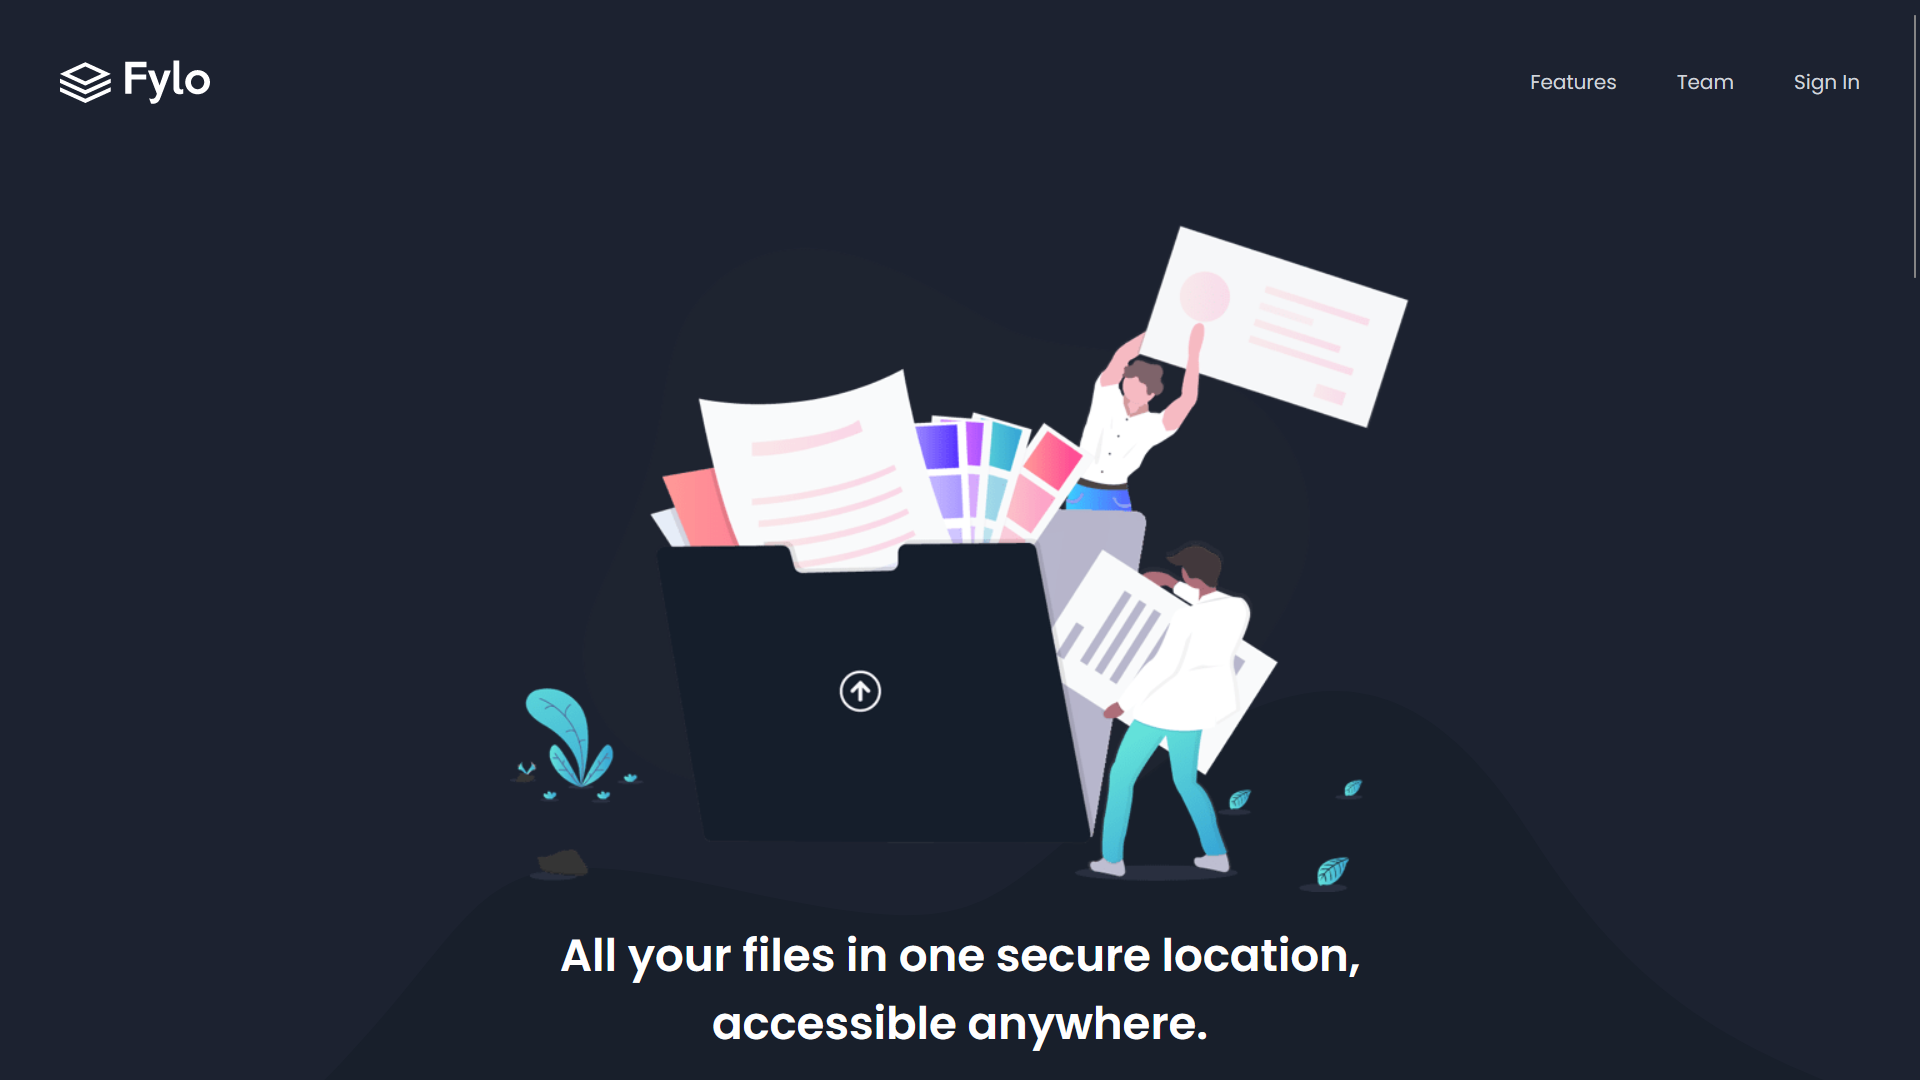 Fylo
Features Team Sign In
All your files in one secure location,
accessible anywhere.